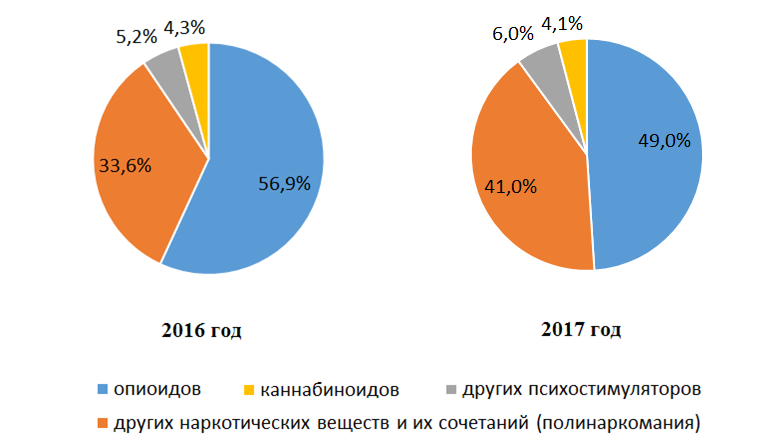 5,2%
4,3%
33,6%
56,9%
6,0%
4,1%
49,0%
41,0%
2016 год
2017 год
опиоидов
каннабиноидов
других психостимуляторов
других наркотических веществ и их сочетаний (полинаркомания)